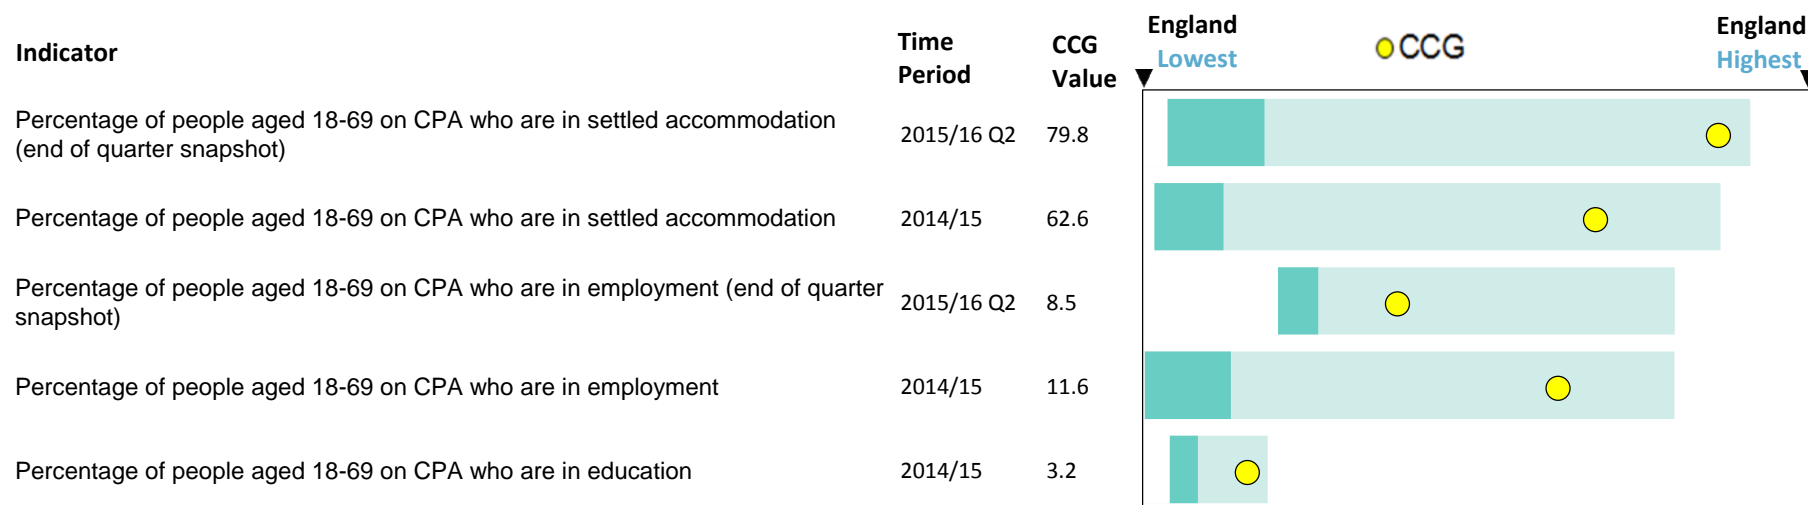 Indicator
Time
Period
CCG
Value
England
Lowest
CCG
England
Highest
Percentage of people aged 18-69 on CPA who are in settled accommodation
(end of quarter snapshot)
2015/16 Q2
79.8
Percentage of people aged 18-69 on CPA who are in settled accommodation
2014/15
62.6
Percentage of people aged 18-69 on CPA who are in employment (end of quarter
snapshot)
2015/16 Q2
8.5
Percentage of people aged 18-69 on CPA who are in employment
2014/15
11.6
Percentage of people aged 18-69 on CPA who are in education
2014/15
3.2